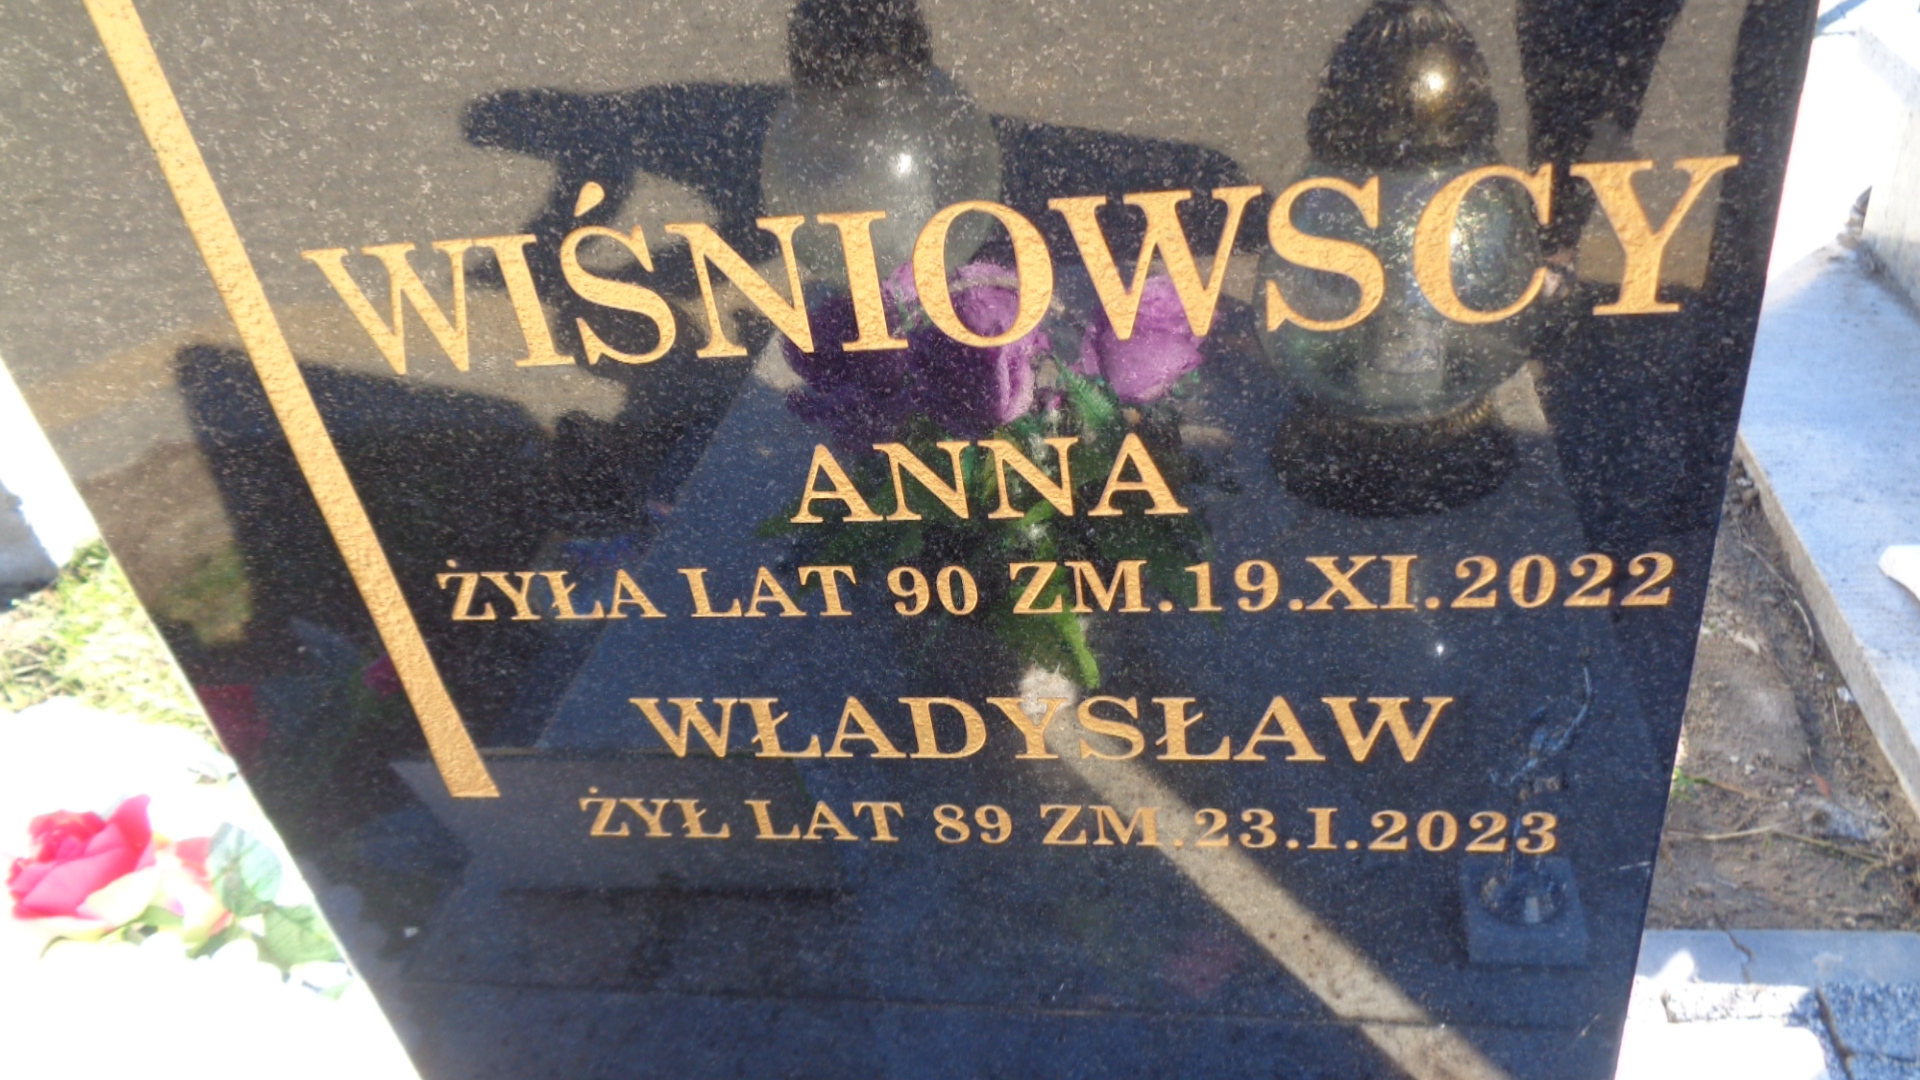 WIŚNIOWSCY
ANNA
ŻYŁA LAT 90 ZM.19.XI.2022
WŁADYSŁAW
ŻYŁ LAT 89 ZM.23.I.2023